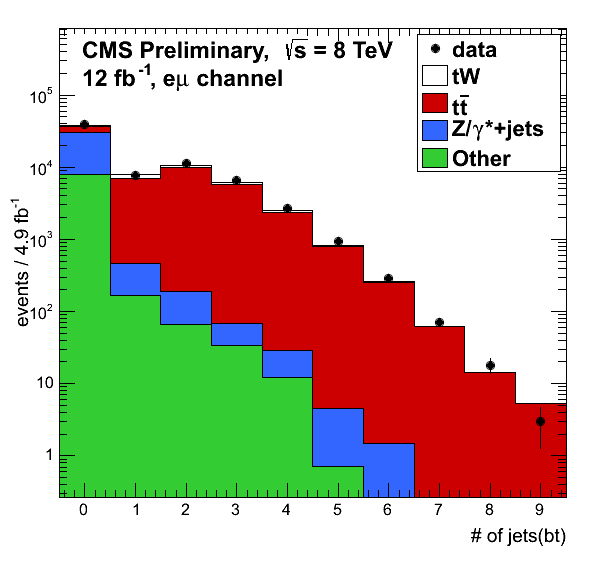 CMS Preliminary, √s = 8 TeV
12 fb⁻¹, eμ channel
data
tW
tt̄
Z/γ*+jets
Other
events / 4.9 fb⁻¹
10⁵
10⁴
10³
10²
10
1
0 1 2 3 4 5 6 7 8 9
# of jets(bt)